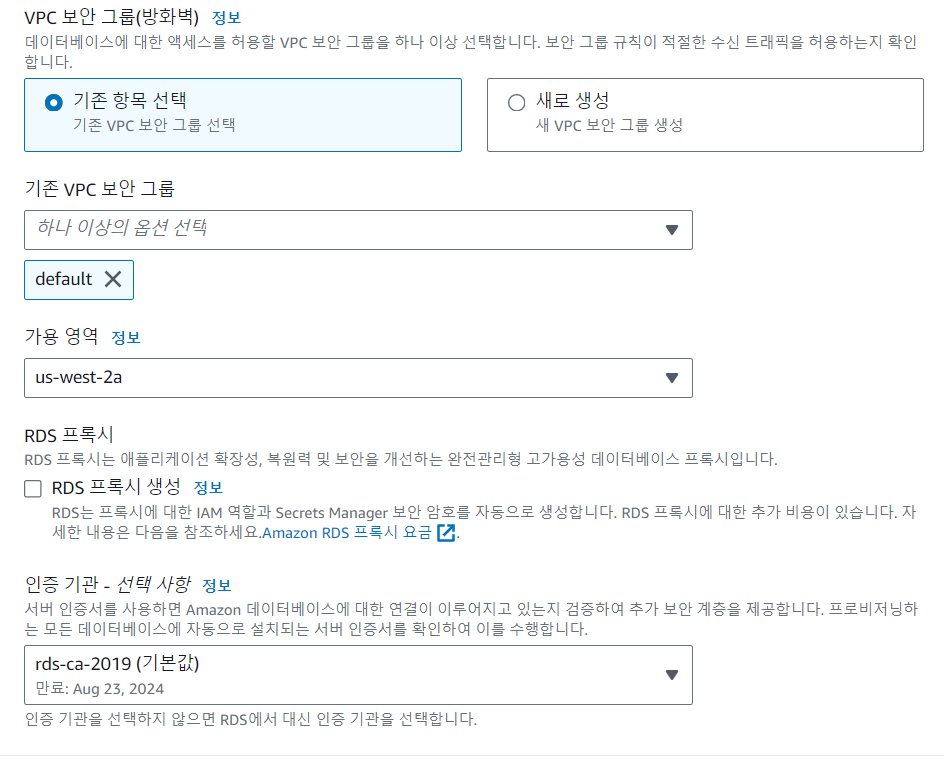 VPC 보안 그룹(방화벽) 정보
데이터베이스에 대한 액세스를 허용할 VPC 보안 그룹을 하나 이상 선택합니다. 보안 그룹 규칙이 적절한 수신 트래픽을 허용하는지 확인
합니다.
기존 항목 선택
기존 VPC 보안 그룹 선택
새로 생성
새 VPC 보안 그룹 생성
기존 VPC 보안 그룹
하나 이상의 옵션 선택
default
가용 영역 정보
us-west-2a
RDS 프록시
RDS 프록시는 애플리케이션 확장성, 복원력 및 보안을 개선하는 완전관리형 고가용성 데이터베이스 프록시입니다.
RDS 프록시 생성 정보
RDS는 프록시에 대한 IAM 역할과 Secrets Manager 보안 암호를 자동으로 생성합니다. RDS 프록시에 대한 추가 비용이 있습니다. 자
세한 내용은 다음을 참조하세요.Amazon RDS 프록시 요금.
인증 기관 - 선택 사항 정보
서버 인증서를 사용하면 Amazon 데이터베이스에 대한 연결이 이루어지고 있는지 검증하여 추가 보안 계층을 제공합니다. 프로비저닝하
는 모든 데이터베이스에 자동으로 설치되는 서버 인증서를 확인하여 이를 수행합니다.
rds-ca-2019 (기본값)
만료: Aug 23, 2024
인증 기관을 선택하지 않으면 RDS에서 대신 인증 기관을 선택합니다.